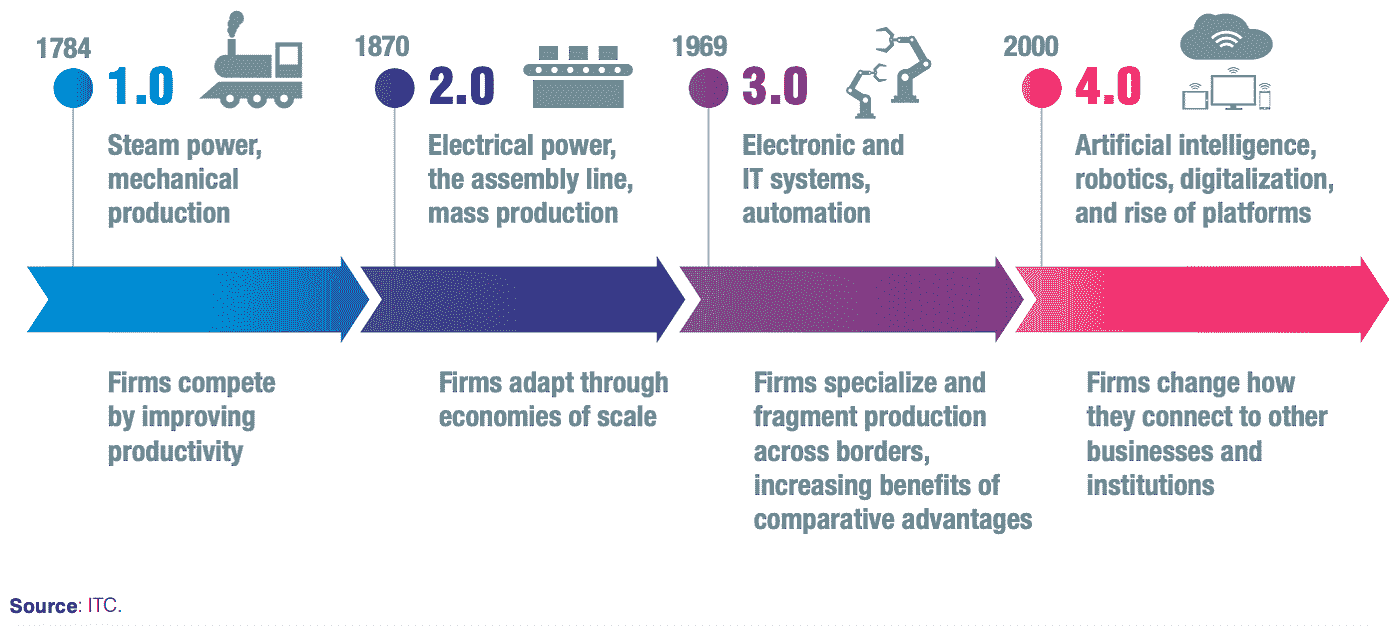 1784
1.0
Steam power,
mechanical
production
Firms compete
by improving
productivity
1870
2.0
Electrical power,
the assembly line,
mass production
Firms adapt through
economies of scale
1969
3.0
Electronic and
IT systems,
automation
Firms specialize and
fragment production
across borders,
increasing benefits of
comparative advantages
2000
4.0
Artificial intelligence,
robotics, digitalization,
and rise of platforms
Firms change how
they connect to other
businesses and
institutions
Source: ITC.